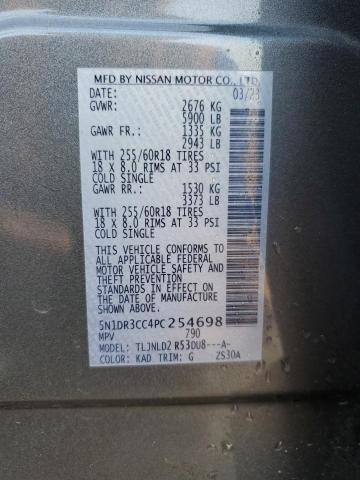 MFD BY NISSAN MOTOR CO., LTD.
DATE: 03/23
GVWR: 2676 KG
5900 LB
GAWR FR.: 1335 KG
2943 LB
WITH 255/60R18 TIRES
18 X 8.0 RIMS AT 33 PSI
COLD SINGLE
GAWR RR.: 1530 KG
3373 LB
WITH 255/60R18 TIRES
18 X 8.0 RIMS AT 33 PSI
COLD SINGLE
THIS VEHICLE CONFORMS TO
ALL APPLICABLE FEDERAL
MOTOR VEHICLE SAFETY
AND THEFT PREVENTION
STANDARDS IN EFFECT ON
THE DATE OF MANUFACTURE
SHOWN ABOVE.
5N1DR3CC4PC254698
MPV 790
MODEL: TLJNLD2 R53DU8---A-
COLOR: KAD TRIM: G ZS30A